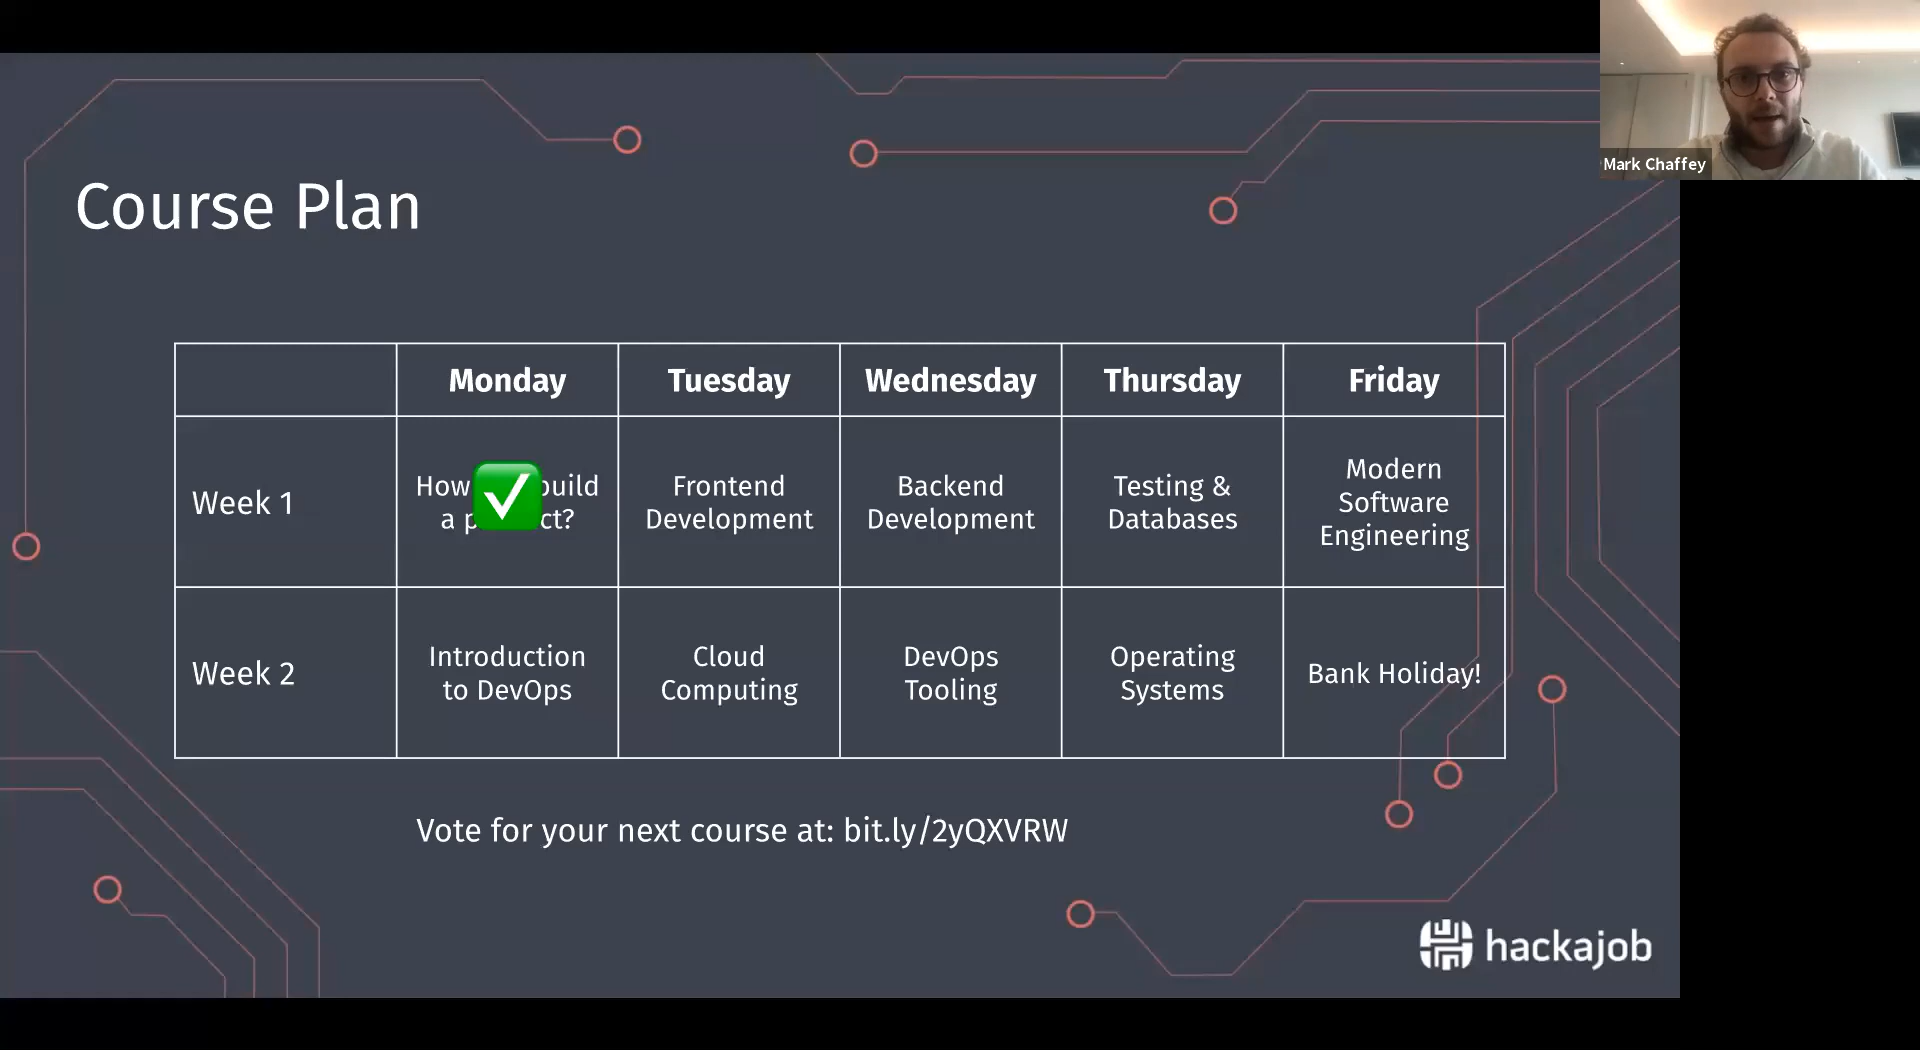 Mark Chaffey
Course Plan
Monday Tuesday Wednesday Thursday Friday
Week 1
How build
a
Frontend
Development
Backend
Development
Testing &
Databases
Modern
Software
Engineering
Week 2
Introduction
to DevOps
Cloud
Computing
DevOps
Tooling
Operating
Systems
Bank Holiday!
Vote for your next course at: bit.ly/2yQXVRW
hackajob